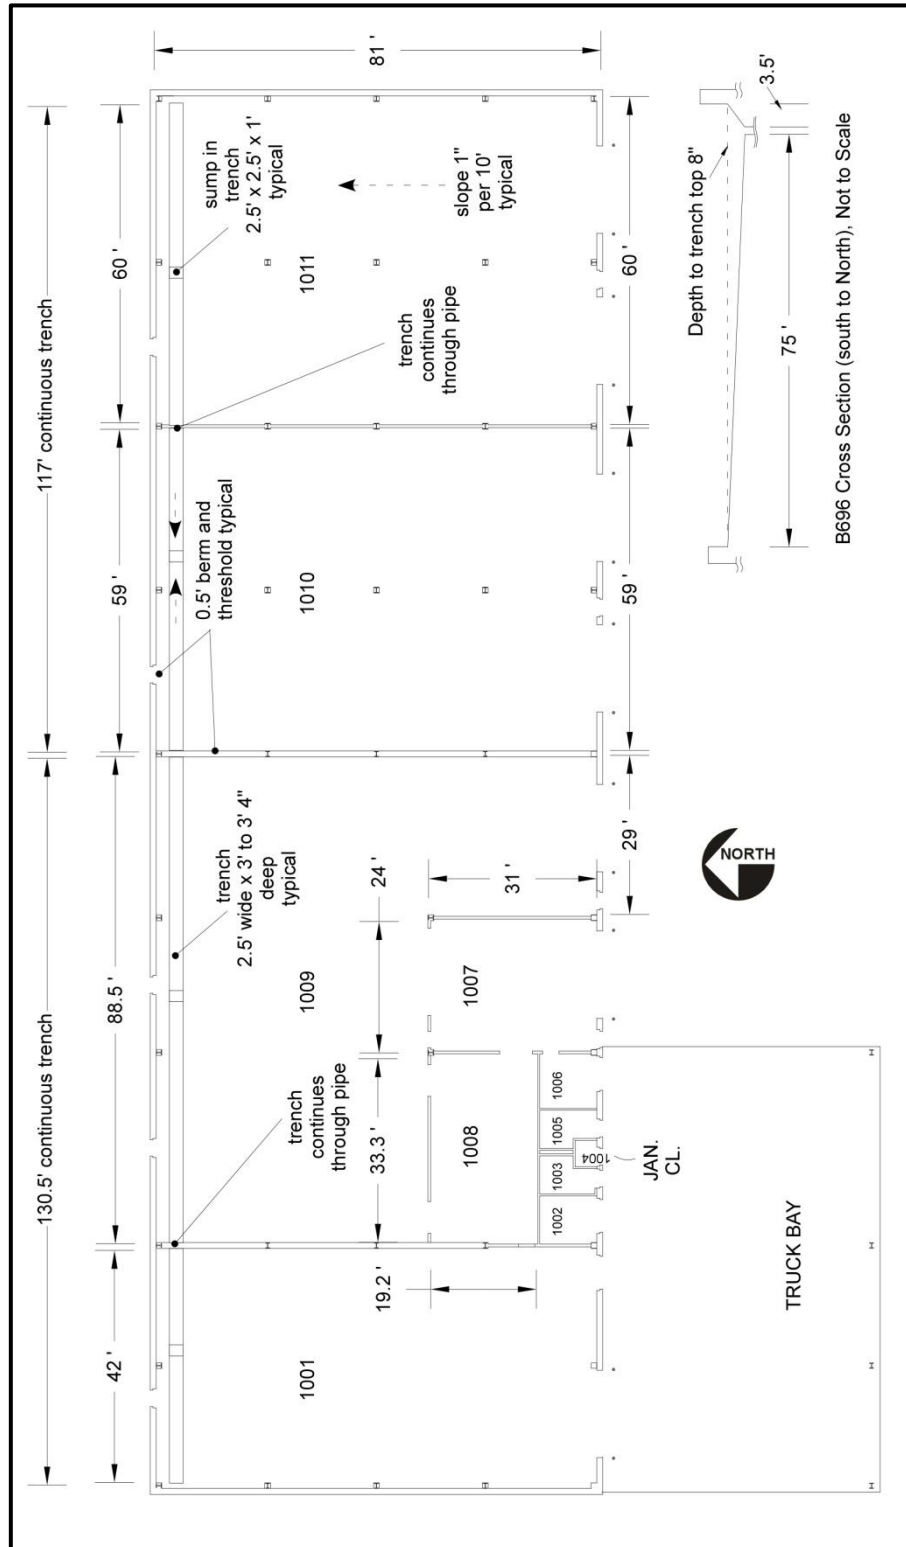 117' continuous trench
130.5' continuous trench
60 '
59 '
88.5'
42 '
81 '
sump in
trench
2.5' x 2.5' x 1'
typical
slope 1"
per 10'
typical
1011
trench
continues
through pipe
0.5' berm and
threshold typical
1010
trench
2.5' wide x 3' to 3' 4"
deep
typical
1009
24 '
31 '
1007
trench
continues
through pipe
33.3 '
1008
19.2 '
1001
1006
1005
1004
1003
1002
JAN.
CL.
TRUCK BAY
60 '
59 '
29 '
NORTH
Depth to trench top 8"
3.5'
75 '
B696 Cross Section (south to North), Not to Scale